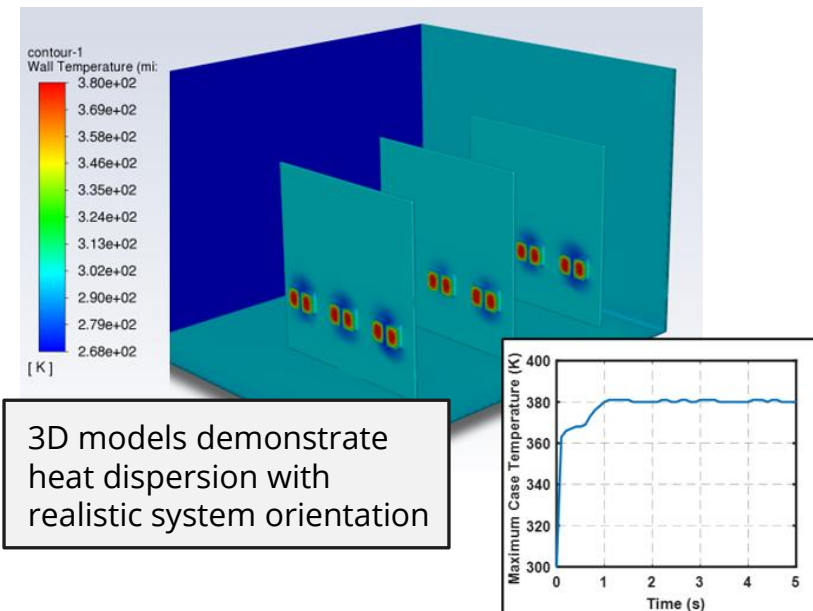 contour-1
Wall Temperature (mi:
3.80e+02
3.69e+02
3.58e+02
3.46e+02
3.35e+02
3.24e+02
3.13e+02
3.02e+02
2.90e+02
2.79e+02
2.68e+02
[ K ]
3D models demonstrate
heat dispersion with
realistic system orientation
Maximum Case Temperature (K)
400
380
360
340
320
300
0 1 2 3 4 5
Time (s)